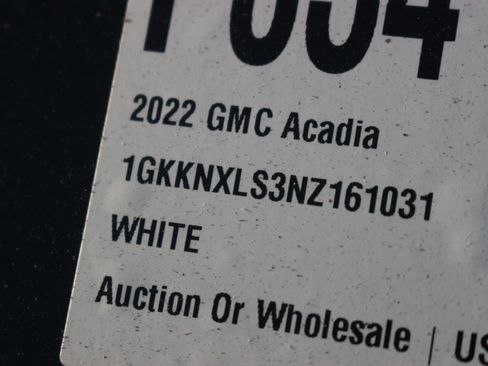 2022 GMC Acadia
1GKKNXLS3NZ161031
WHITE
Auction Or Wholesale | US